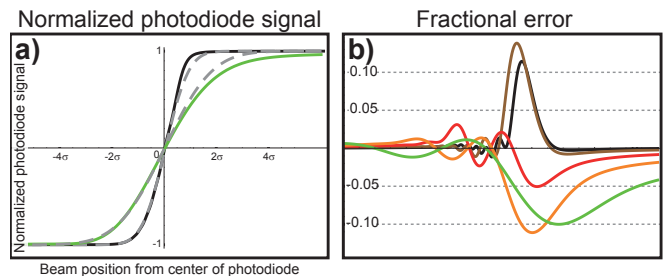 Normalized photodiode signal
a)
Normalized photodiode signal
1
-4σ
-2σ
0
2σ
4σ
-1
Beam position from center of photodiode
Fractional error
b)
0.10
0.05
-0.05
-0.10